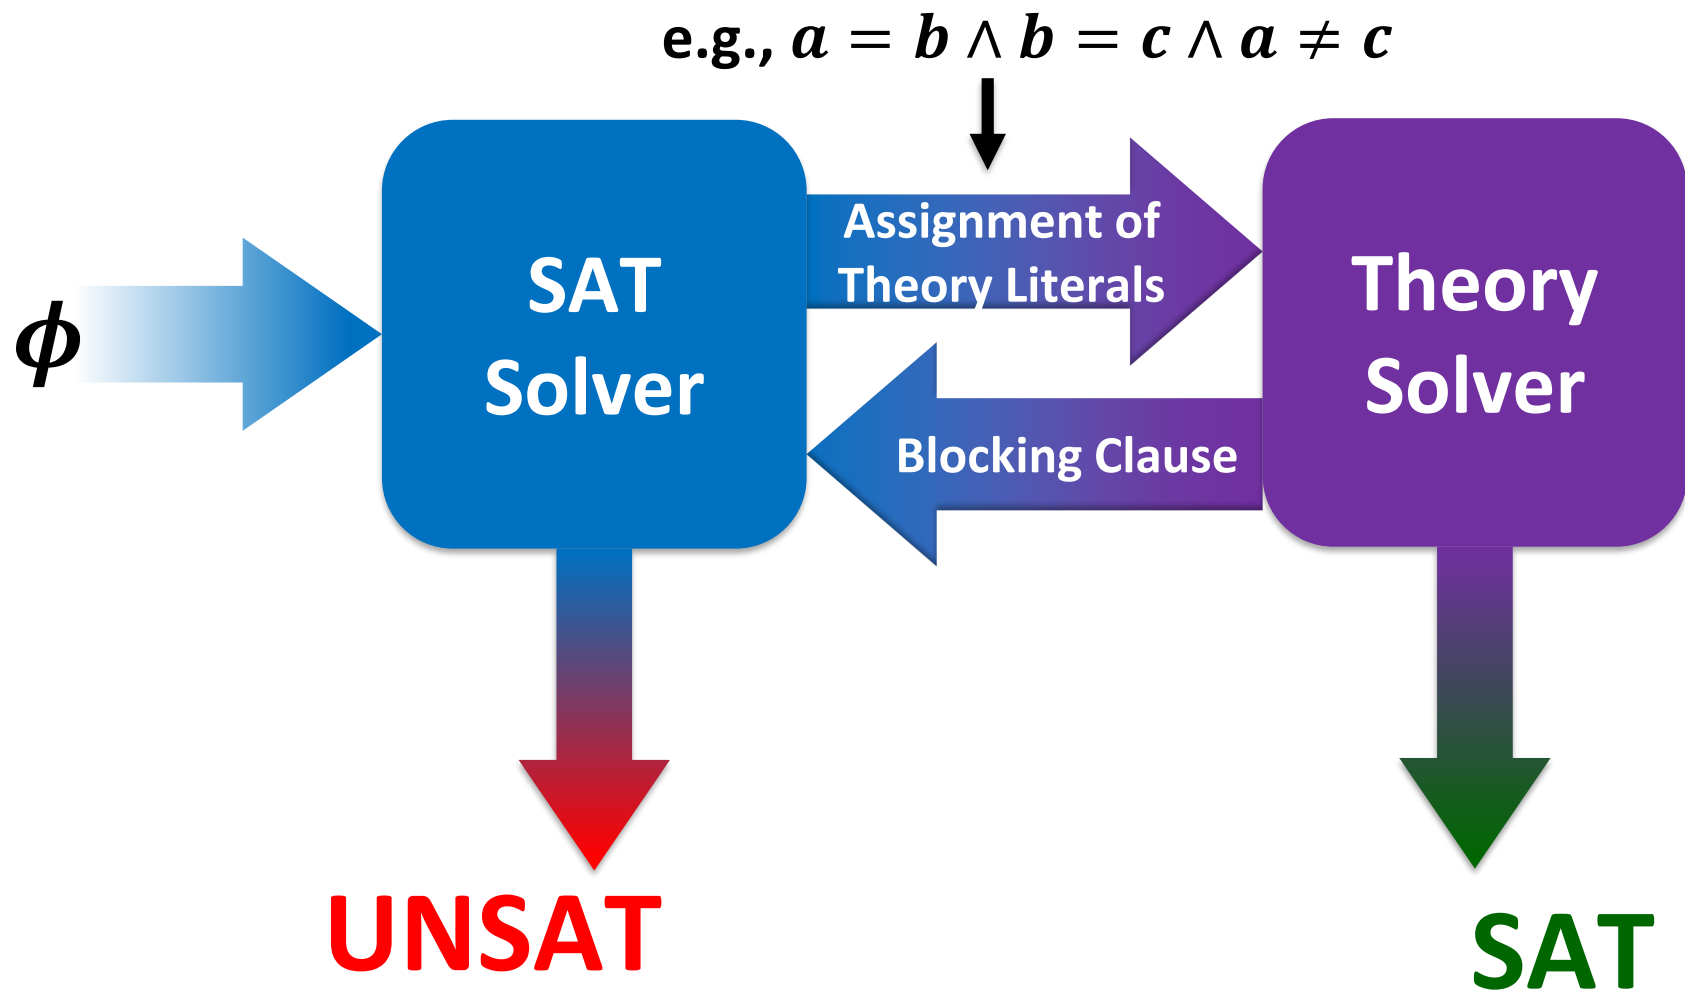 e.g., a = b ∧ b = c ∧ a ≠ c
Assignment of
Theory Literals
SAT
Solver
Theory
Solver
ϕ
Blocking Clause
UNSAT
SAT